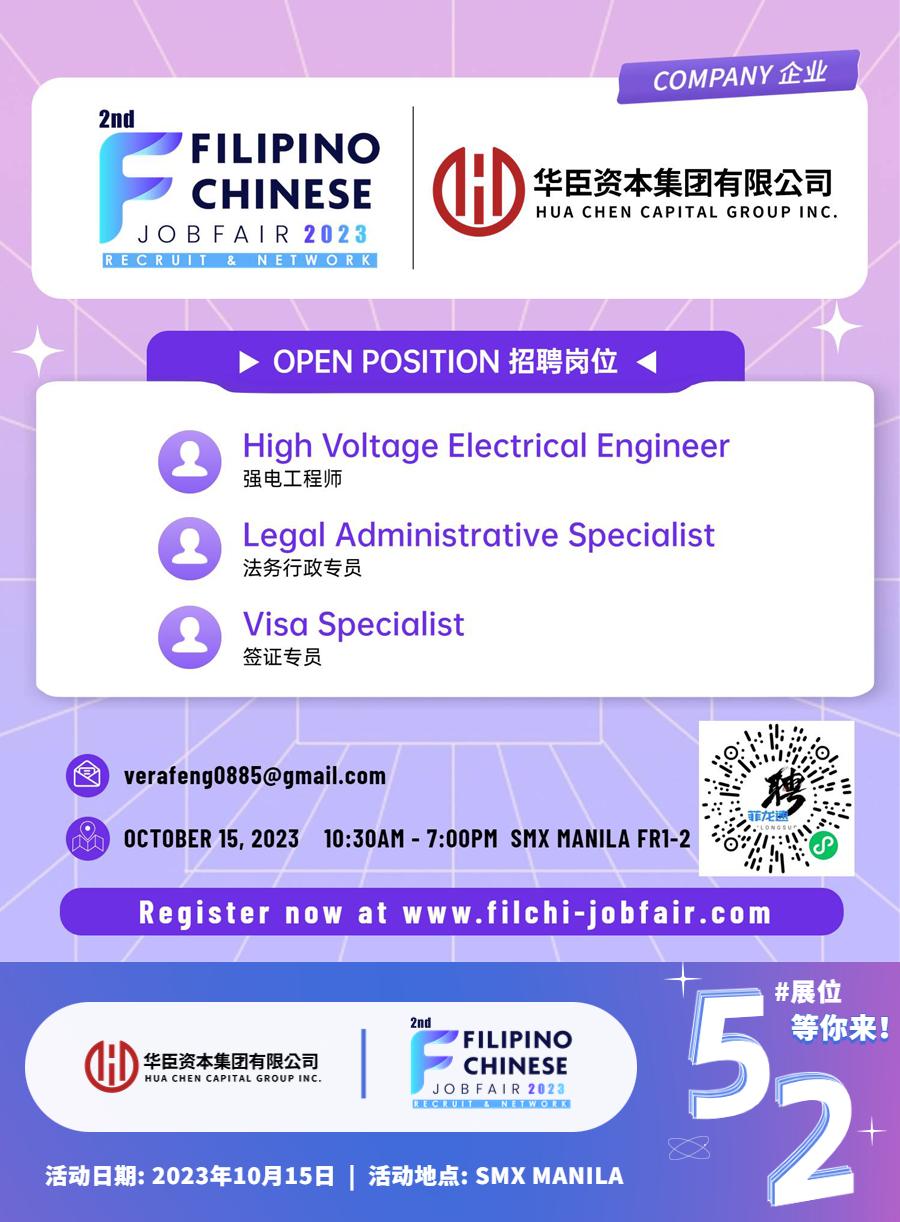 COMPANY 企业
2nd
FILIPINO
CHINESE
JOBFAIR 2023
RECRUIT & NETWORK
华臣资本集团有限公司
HUA CHEN CAPITAL GROUP INC.
OPEN POSITION 招聘岗位
High Voltage Electrical Engineer
强电工程师
Legal Administrative Specialist
法务行政专员
Visa Specialist
签证专员
verafeng0885@gmail.com
OCTOBER 15, 2023 10:30AM - 7:00PM SMX MANILA FR1-2
聘
菲龙速
Register now at www.filchi-jobfair.com
#展位
等你来!
52
华臣资本集团有限公司
HUA CHEN CAPITAL GROUP INC.
2nd
FILIPINO
CHINESE
JOBFAIR 2023
RECRUIT & NETWORK
活动日期: 2023年10月15日 | 活动地点: SMX MANILA